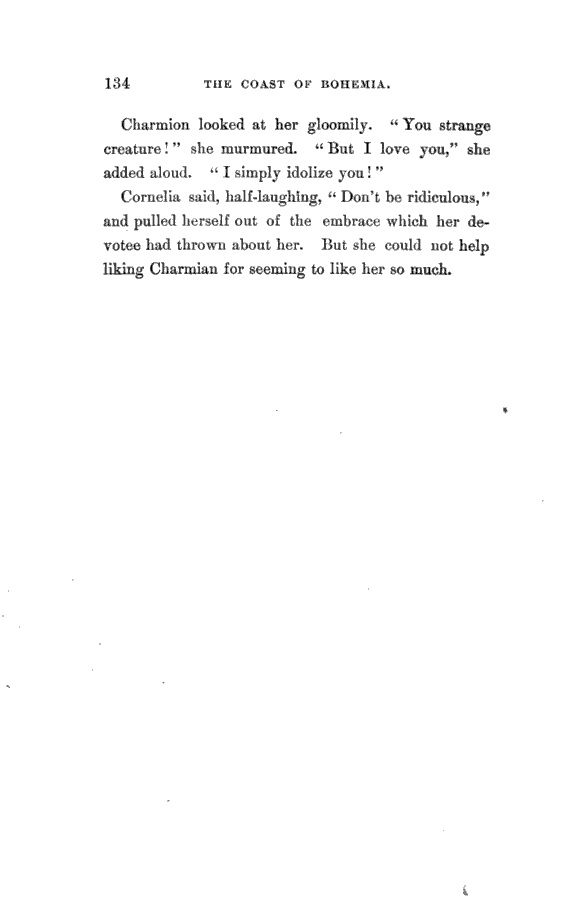 134 THE COAST OF BOHEMIA.
Charmion looked at her gloomily. "You strange
creature!" she murmured. "But I love you," she
added aloud. "I simply idolize you!"
Cornelia said, half-laughing, "Don't be ridiculous,"
and pulled herself out of the embrace which her de-
votee had thrown about her. But she could not help
liking Charmian for seeming to like her so much.